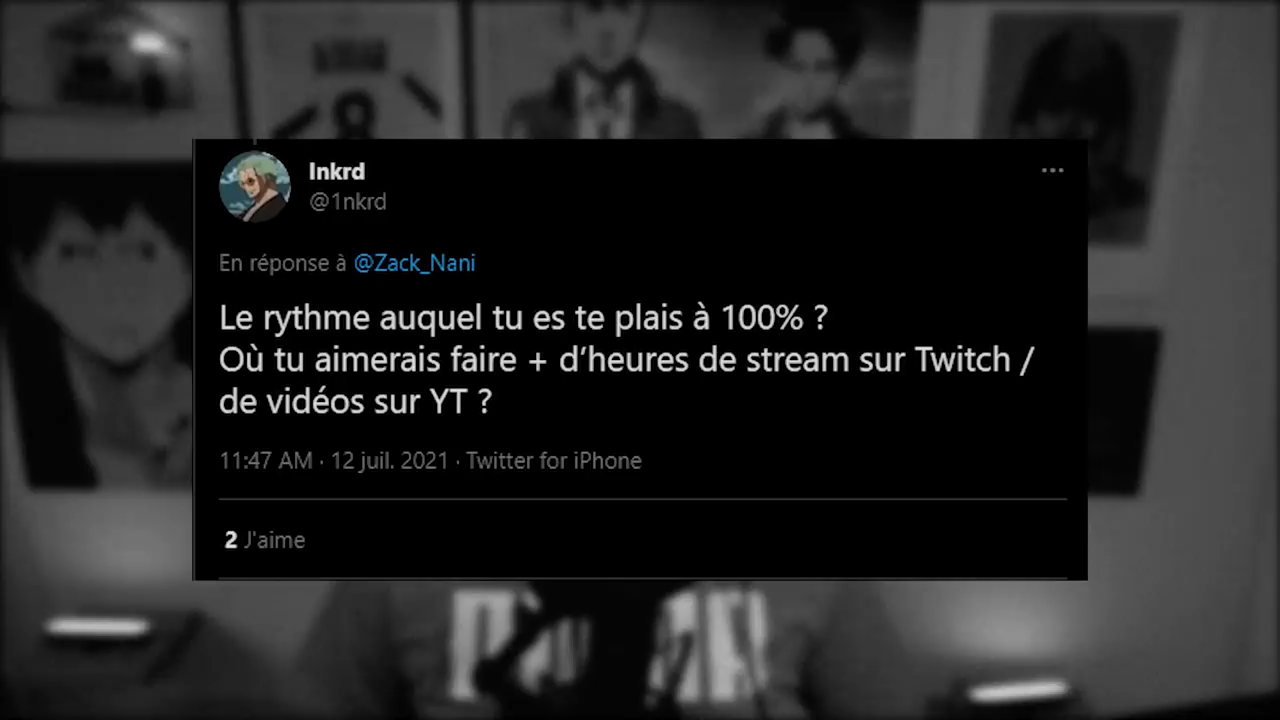 Inkrd
@1nkrd
En réponse à @Zack_Nani
Le rythme auquel tu es te plais à 100% ?
Où tu aimerais faire + d’heures de stream sur Twitch /
de vidéos sur YT ?
11:47 AM · 12 juil. 2021 · Twitter for iPhone
2 J'aime